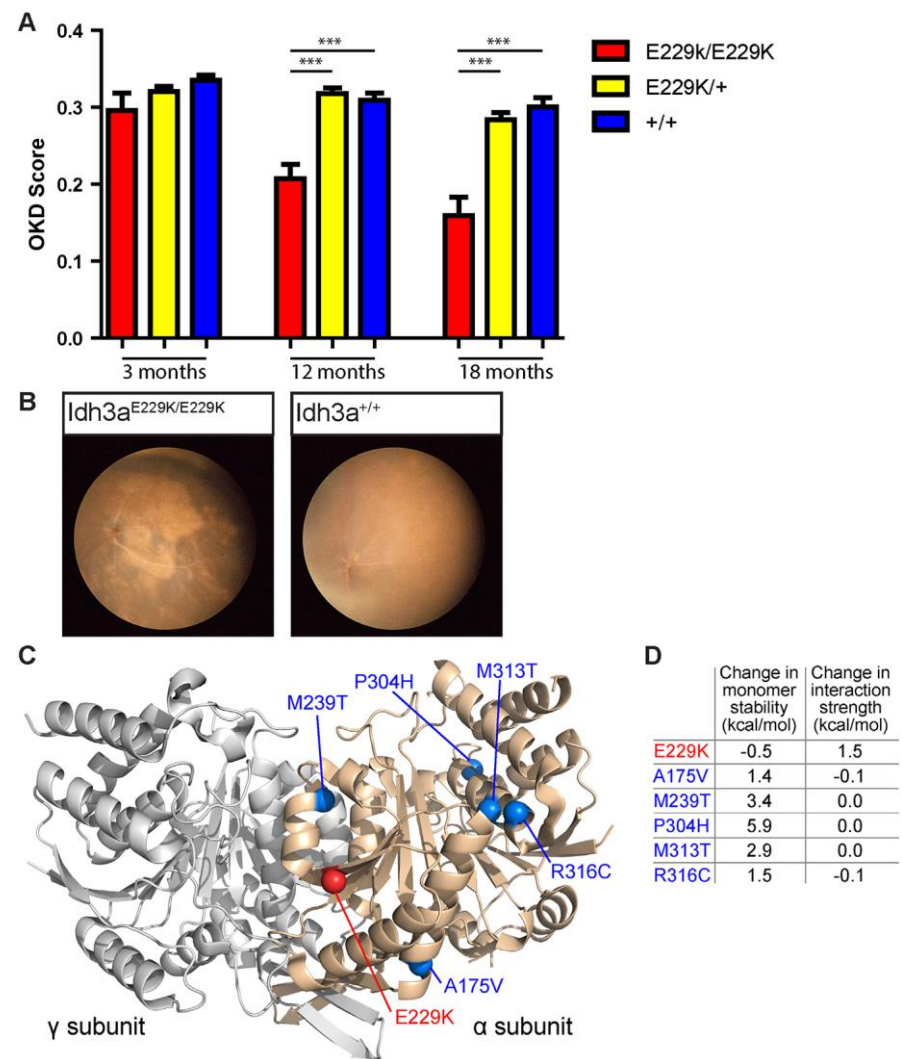 A
0.4
0.3
0.2
0.1
0.0
OKD Score
***
***
***
***
3 months
12 months
18 months
E229k/E229K
E229K/+
+/+
B
Idh3aE229K/E229K
Idh3a+/+
C
M239T
P304H
M313T
R316C
A175V
E229K
γ subunit
α subunit
D
Change in monomer stability (kcal/mol) Change in interaction strength (kcal/mol)
E229K -0.5 1.5
A175V 1.4 -0.1
M239T 3.4 0.0
P304H 5.9 0.0
M313T 2.9 0.0
R316C 1.5 -0.1